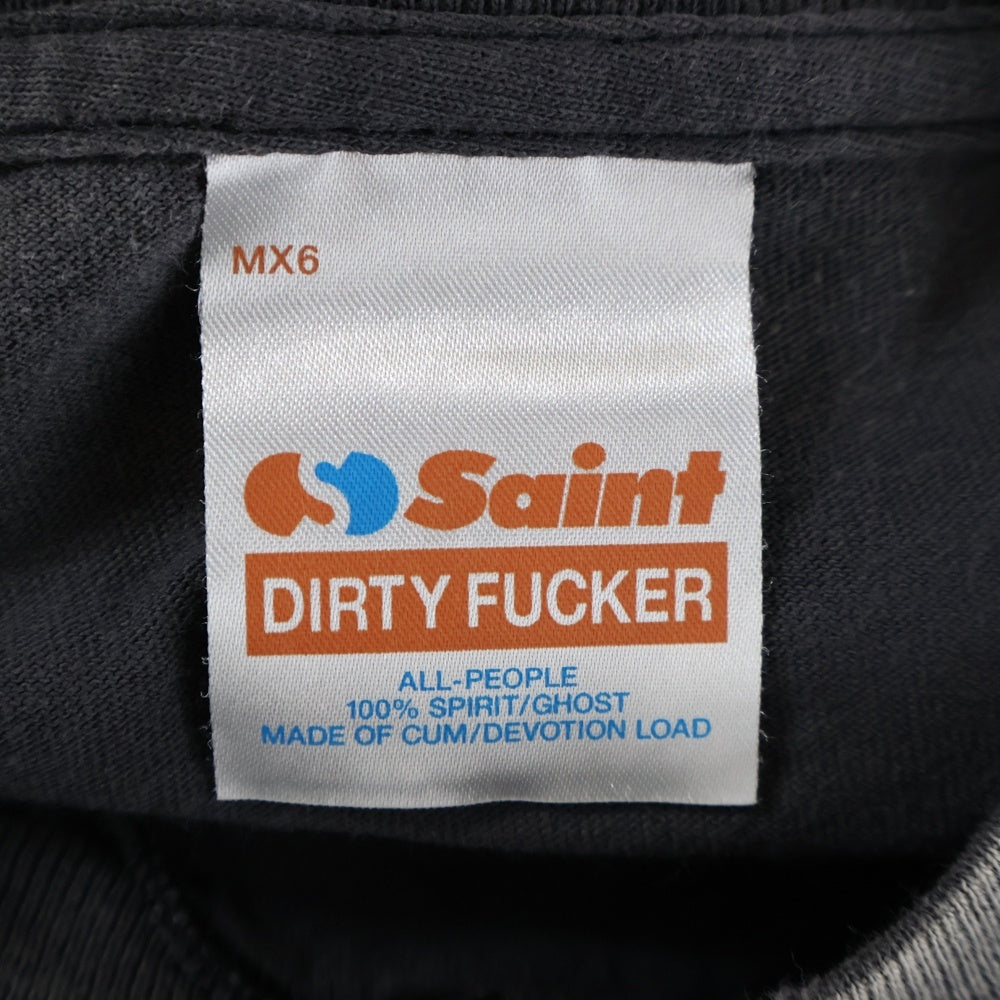 MX6
Saint
DIRTY FUCKER
ALL-PEOPLE
100% SPIRIT/GHOST
MADE OF CUM/DEVOTION LOAD